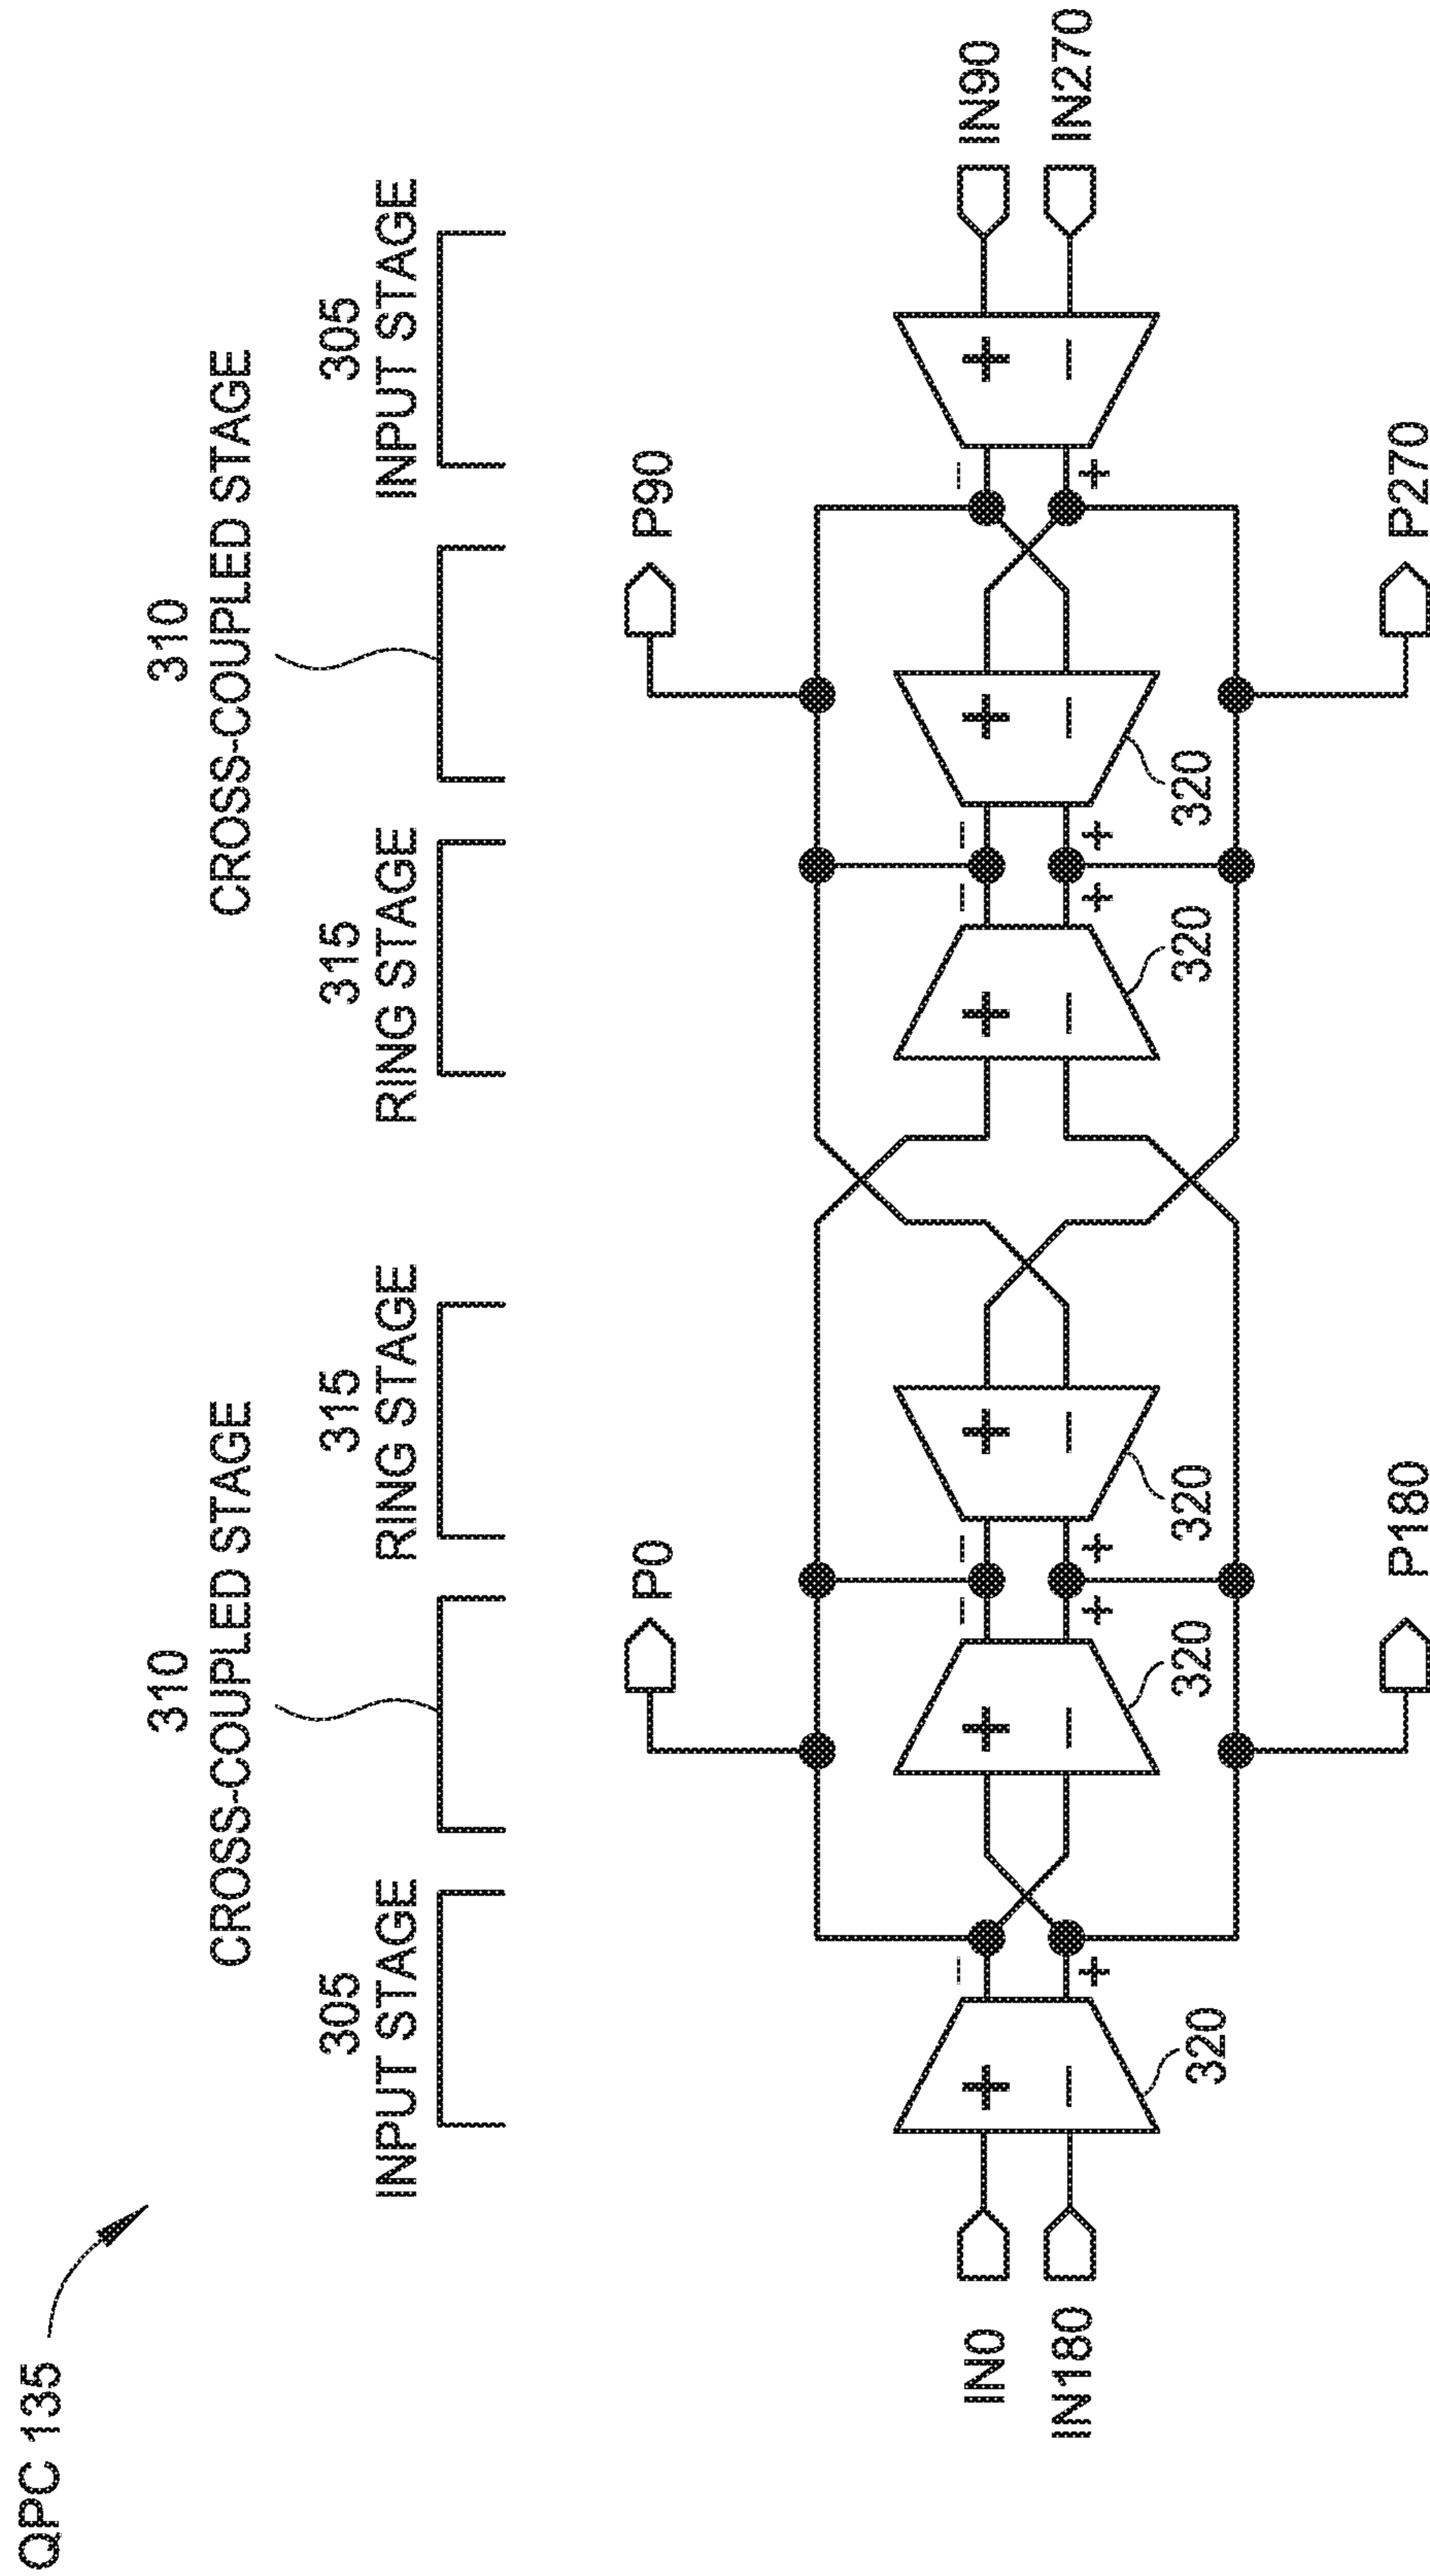 QPC 135
310
CROSS-COUPLED STAGE
310
CROSS-COUPLED STAGE
305
INPUT STAGE
315
RING STAGE
315
RING STAGE
305
INPUT STAGE
P0
P90
IN0
IN180
+
−
−
+
+
−
−
+
−
+
+
−
+
−
−
+
−
+
+
−
−
+
+
−
IN90
IN270
320
320
320
320
320
P180
P270